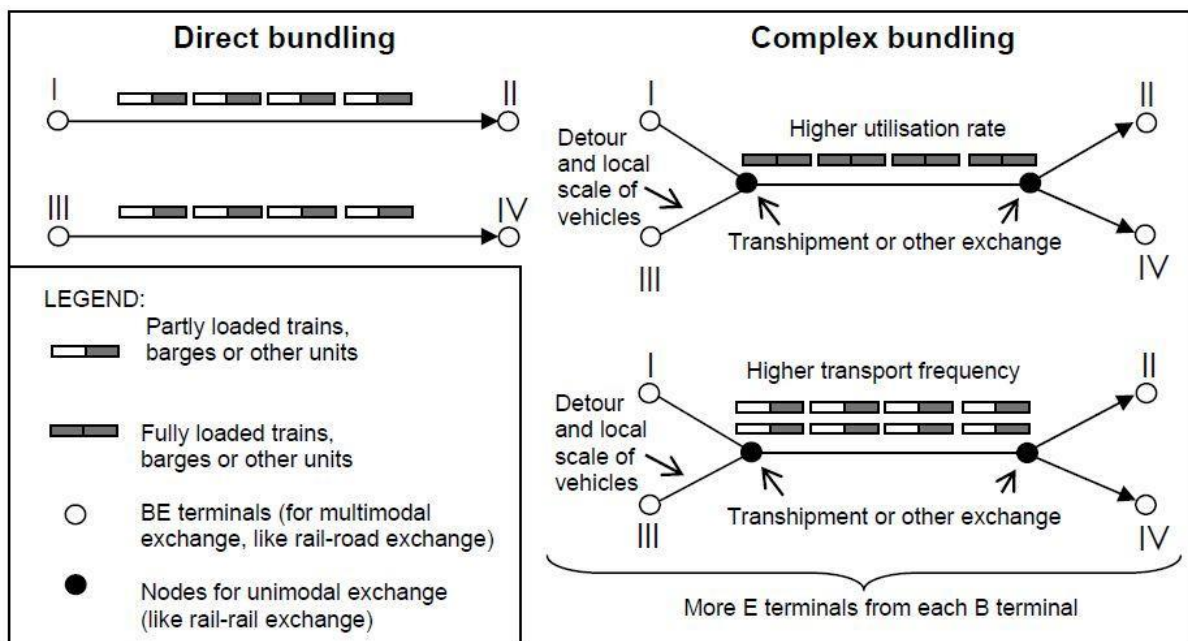 Direct bundling
I
II
III
IV
LEGEND:
Partly loaded trains,
barges or other units
Fully loaded trains,
barges or other units
BE terminals (for multimodal
exchange, like rail-road exchange)
Nodes for unimodal exchange
(like rail-rail exchange)
Complex bundling
I
II
Detour
and local
scale of
vehicles
Higher utilisation rate
Transhipment or other exchange
III
IV
I
II
Higher transport frequency
Detour
and local
scale of
vehicles
Transhipment or other exchange
III
IV
More E terminals from each B terminal